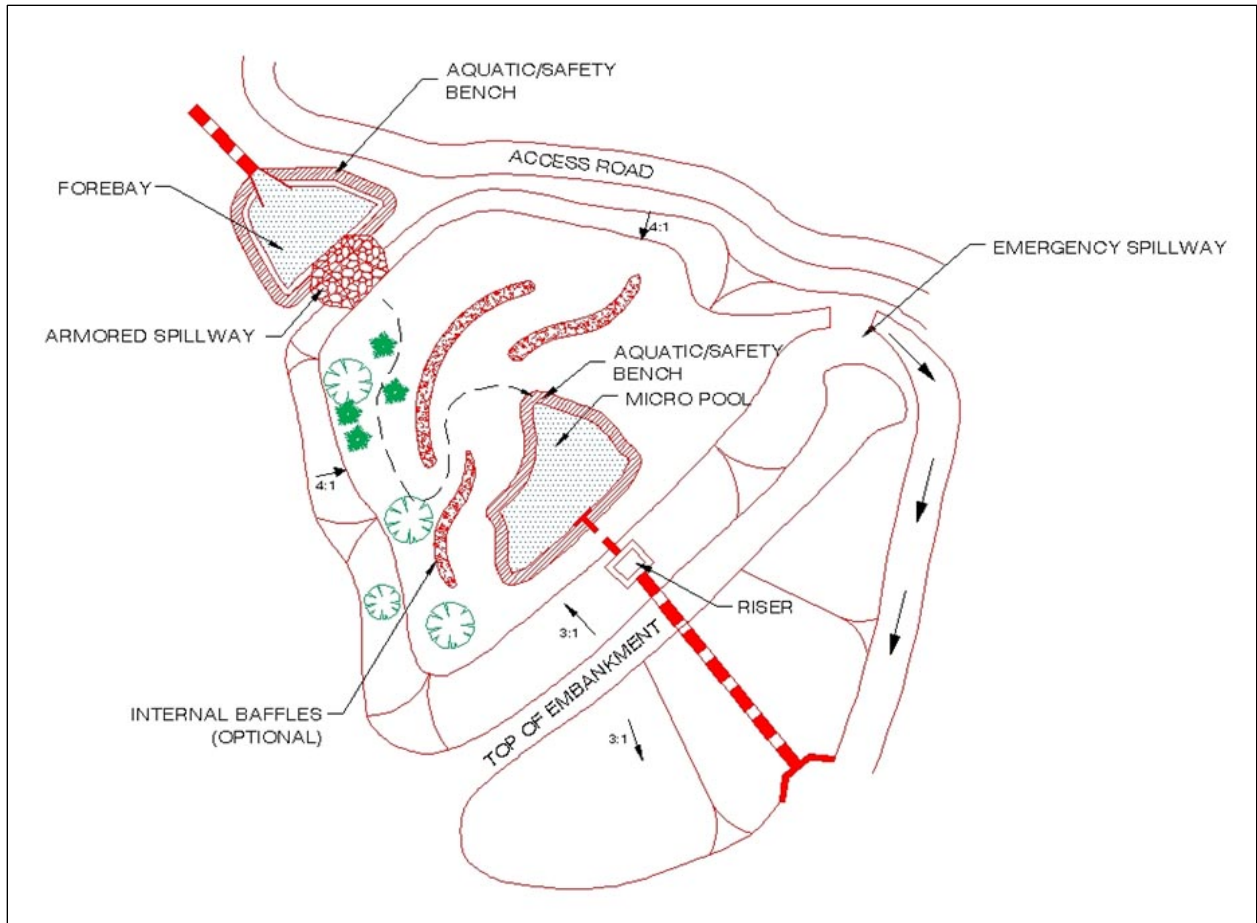 AQUATIC/SAFETY
BENCH
ACCESS ROAD
FOREBAY
4:1
EMERGENCY SPILLWAY
ARMORED SPILLWAY
AQUATIC/SAFETY
BENCH
MICRO POOL
4:1
RISER
3:1
TOP OF EMBANKMENT
INTERNAL BAFFLES
(OPTIONAL)
3:1